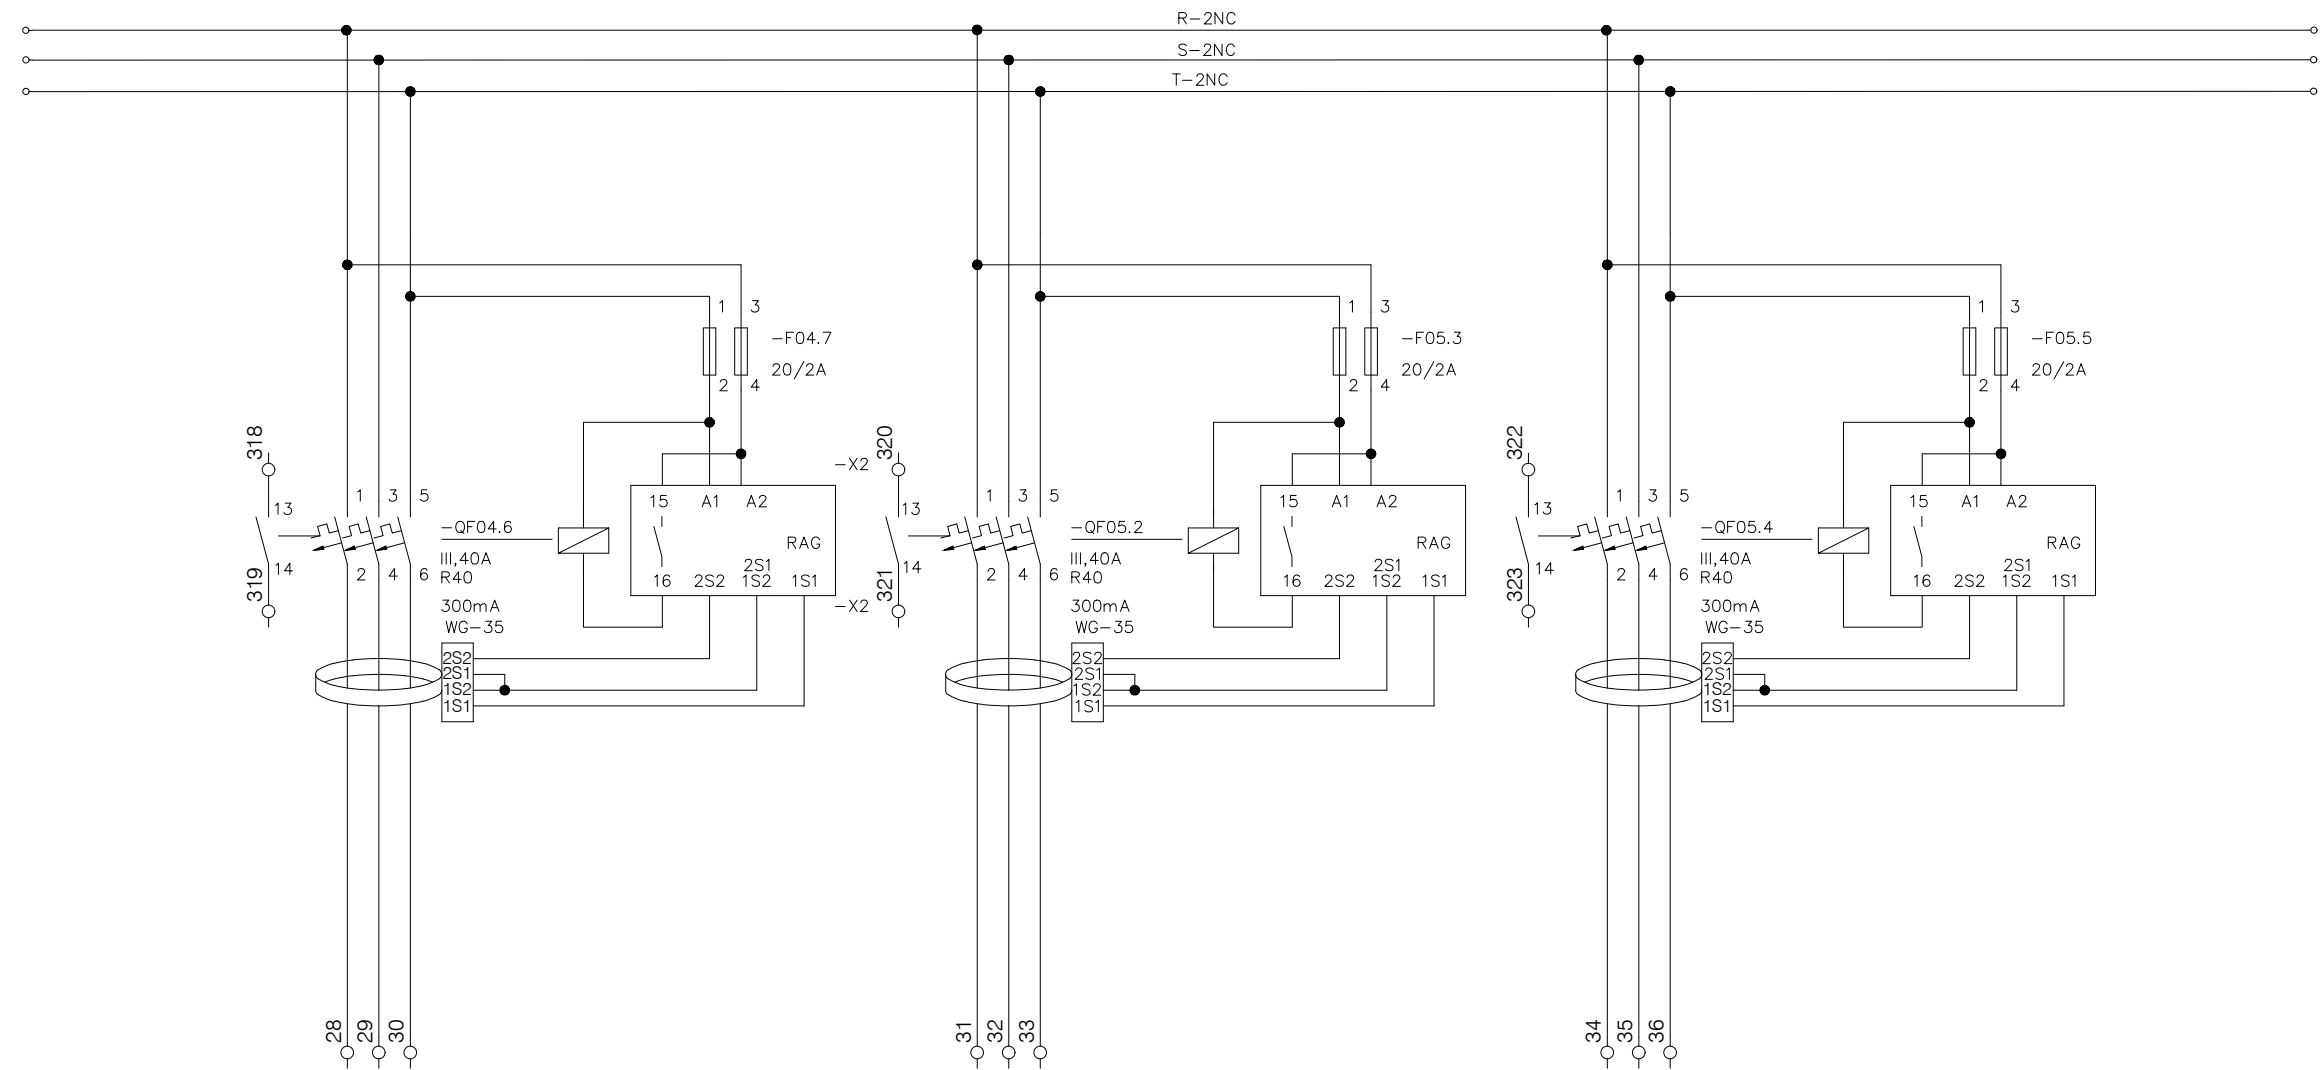 R-2NC
S-2NC
T-2NC
1 3
-F04.7
20/2A
2 4
318
13
14
319
1 3 5
2 4 6
-QF04.6
III,40A
R40
300mA
WG-35
15 A1 A2
RAG
2S1
16 2S2 1S2 1S1
2S2
2S1
1S2
1S1
28 29 30
1 3
-F05.3
20/2A
2 4
-X2
320
13
14
321
-X2
1 3 5
2 4 6
-QF05.2
III,40A
R40
300mA
WG-35
15 A1 A2
RAG
2S1
16 2S2 1S2 1S1
2S2
2S1
1S2
1S1
31 32 33
1 3
-F05.5
20/2A
2 4
322
13
14
323
1 3 5
2 4 6
-QF05.4
III,40A
R40
300mA
WG-35
15 A1 A2
RAG
2S1
16 2S2 1S2 1S1
2S2
2S1
1S2
1S1
34 35 36